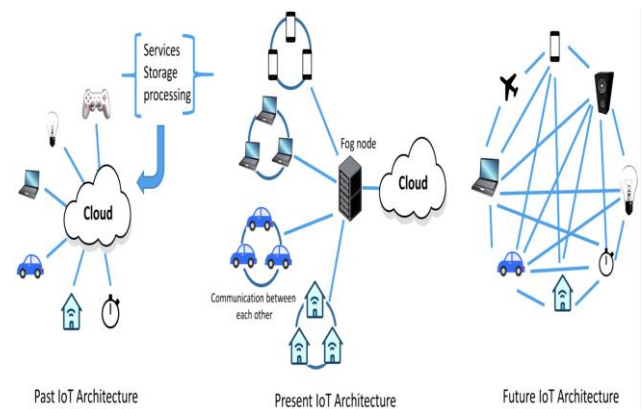 Services
Storage
processing
Cloud
Past IoT Architecture
Fog node
Cloud
Communication between
each other
Present IoT Architecture
Future IoT Architecture